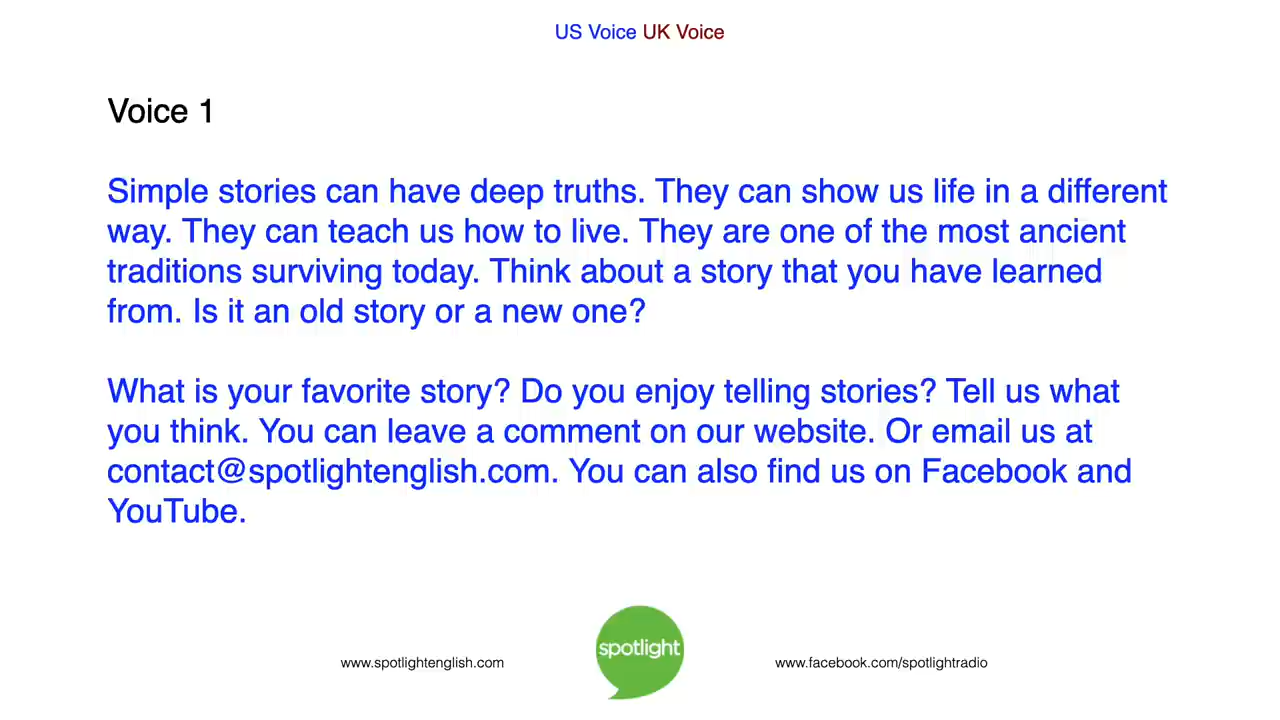 US Voice UK Voice
Voice 1
Simple stories can have deep truths. They can show us life in a different
way. They can teach us how to live. They are one of the most ancient
traditions surviving today. Think about a story that you have learned
from. Is it an old story or a new one?
What is your favorite story? Do you enjoy telling stories? Tell us what
you think. You can leave a comment on our website. Or email us at
contact@spotlightenglish.com. You can also find us on Facebook and
YouTube.
www.spotlightenglish.com
spotlight
www.facebook.com/spotlightradio